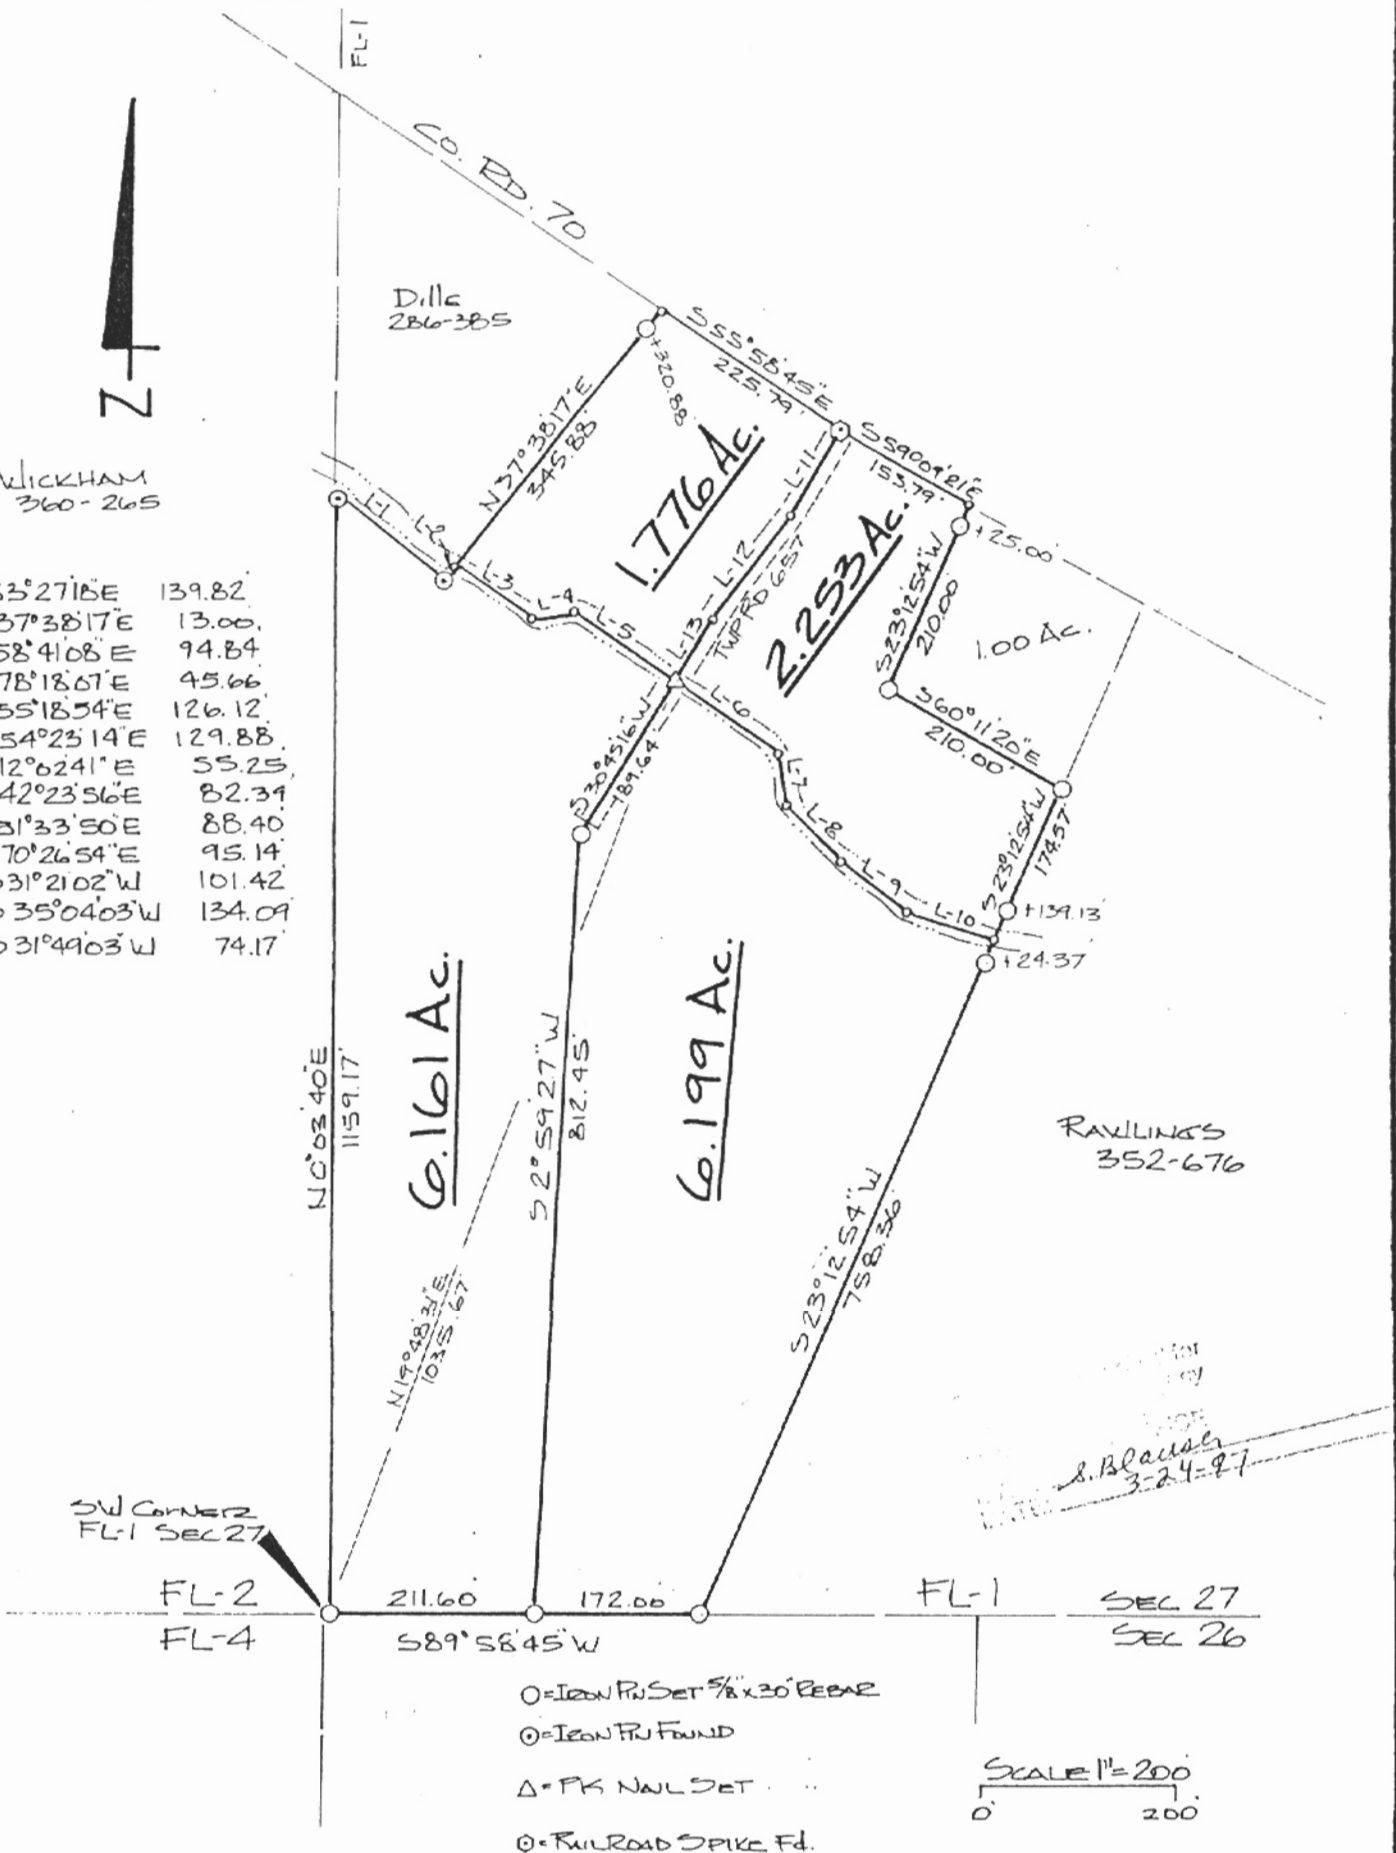 FL-1
CO. RD. 70
Dills
286-385
S55°58'45"E
225.79'
+320.88'
N37°38'17"E
345.88'
1.776 Ac.
L-11
L-12
L-13
TWP RD 657
S59°09'21"E
153.79'
+25.00'
2.253 Ac.
S23°12'54"W
210.00'
1.00 Ac.
S60°11'20"E
210.00'
WICKHAM
360-265
L-1
L-2
L-3
L-4
L-5
L-6
L-7
L-8
L-9
L-10
53°27'18"E 139.82'
37°38'17"E 13.00'
58°41'08"E 94.84
78°18'07"E 45.66
55°18'54"E 126.12'
54°23'14"E 129.88
12°02'41"E 55.25
42°23'56"E 82.39
31°33'50"E 88.40'
70°26'54"E 95.14
31°21'02"W 101.42'
35°04'03"W 134.09'
31°49'03"W 74.17'
S30°45'16"W
189.64
S23°12'54"W
174.57'
+139.13'
+24.37
N0°03'40"E
1159.17'
6.161 Ac.
S2°59'27"W
812.45'
6.199 Ac.
S23°12'54"W
758.36'
N19°48'31"E
1035.67'
RAWLINGS
352-676
S. Blauser
3-24-97
SW CORNER
FL-1 SEC 27
FL-2
211.60'
172.00'
FL-1
SEC 27
FL-4
S89°58'45"W
SEC 26
O=IRON PIN SET 5/8"x30" REBAR
⊙=IRON PIN FOUND
Δ=PK NAIL SET
⊙=RAILROAD SPIKE Fd.
SCALE 1"=200'
0' 200'
N